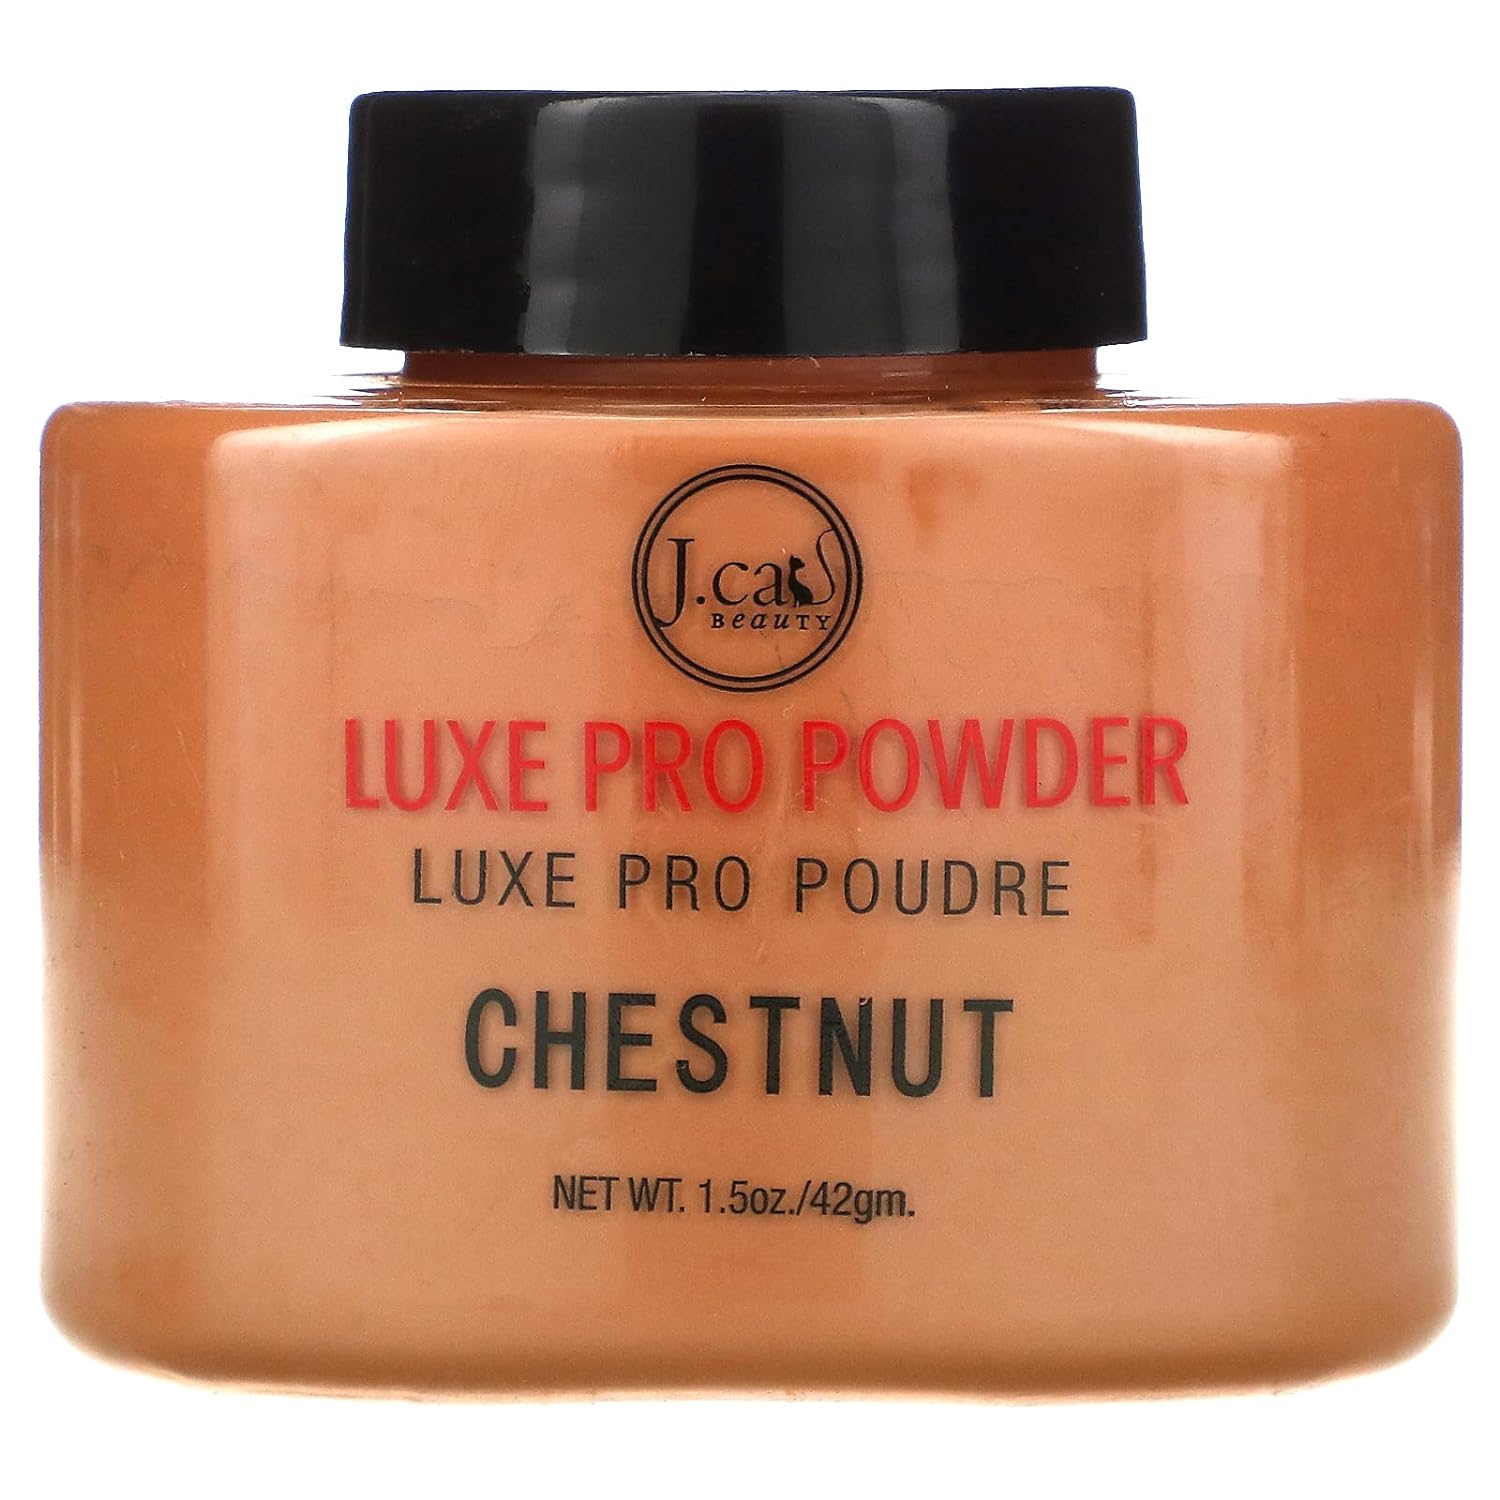 J.cat
BeauTY
LUXE PRO POWDER
LUXE PRO POUDRE
CHESTNUT
NET WT. 1.5oz./42gm.